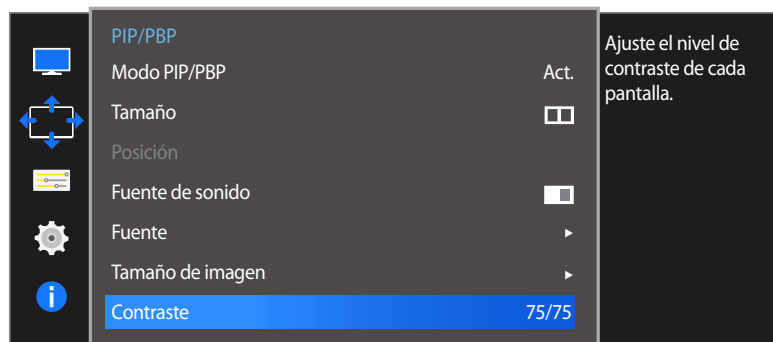 PIP/PBP
Modo PIP/PBP Act.
Tamaño
Posición
Fuente de sonido
Fuente
Tamaño de imagen
Contraste 75/75
Ajuste el nivel de
contraste de cada
pantalla.